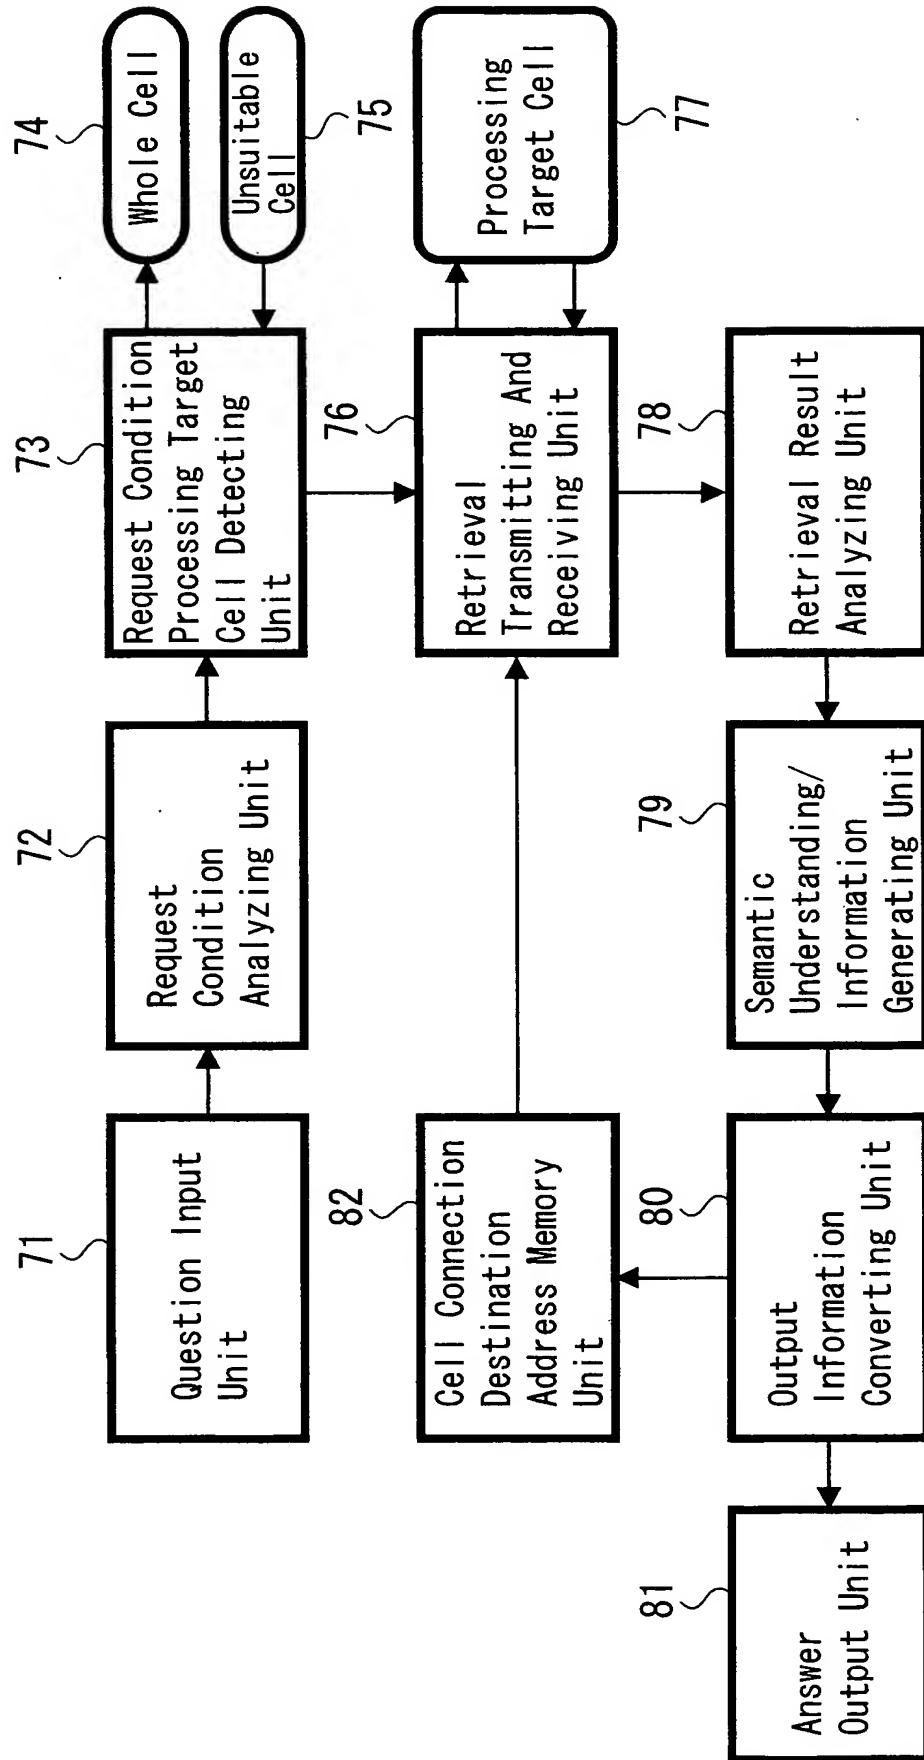 71
Question Input
Unit
72
Request
Condition
Analyzing Unit
73
Request Condition
Processing Target
Cell Detecting
Unit
74
Whole Cell
Unsuitable
Cell
75
82
Cell Connection
Destination
Address Memory
Unit
76
Retrieval
Transmitting And
Receiving Unit
Processing
Target Cell
77
81
Answer
Output Unit
80
Output
Information
Converting Unit
79
Semantic
Understanding/
Information
Generating Unit
78
Retrieval Result
Analyzing Unit